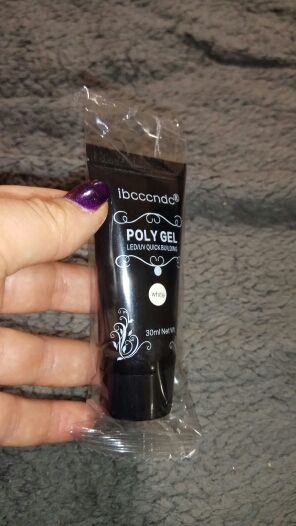 ibcccndc®
POLY GEL
LED/UV QUICK BUILDING
white
30ml Net Wt